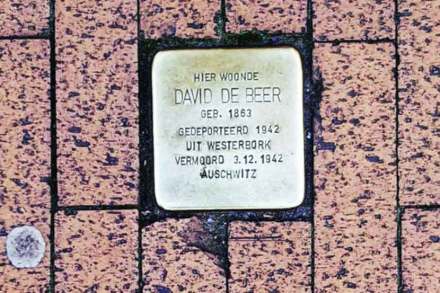 HIER WOONDE
DAVID DE BEER
GEB. 1863
GEDEPORTEERD 1942
UIT WESTERBORK
VERMOORD 3.12.1942
AUSCHWITZ